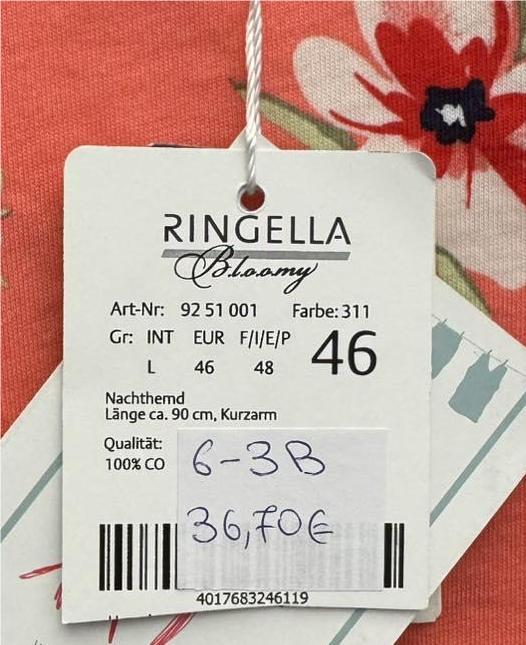 RINGELLA
Bloomy
Art-Nr: 92 51 001 Farbe: 311
Gr: INT EUR F/I/E/P 46
L 46 48
Nachthemd
Länge ca. 90 cm, Kurzarm
Qualität:
100% CO
6-3B
36,70€
4017683246119